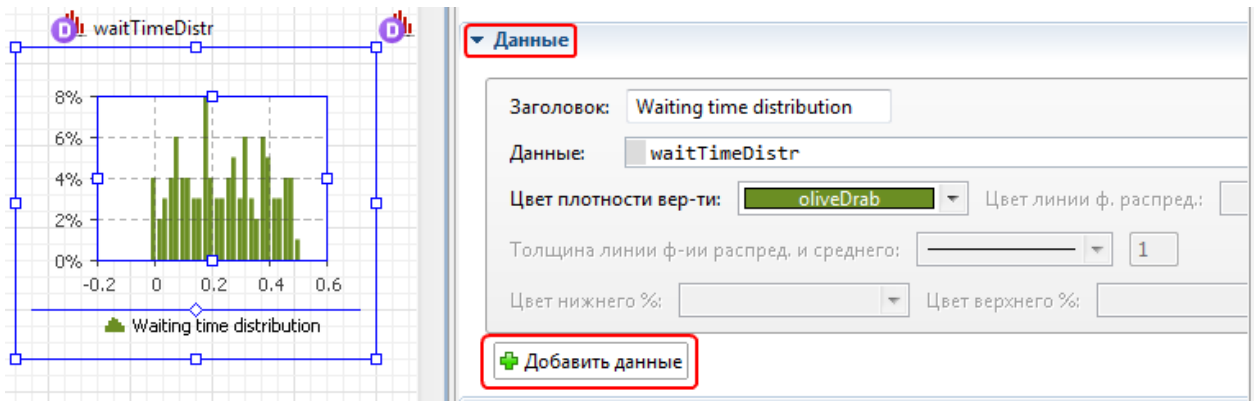 waitTimeDistr
8%
6%
4%
2%
0%
-0.2 0 0.2 0.4 0.6
Waiting time distribution
Данные
Заголовок: Waiting time distribution
Данные: waitTimeDistr
Цвет плотности вер-ти: oliveDrab Цвет линии ф. распред.:
Толщина линии ф-ии распред. и среднего: 1
Цвет нижнего %: Цвет верхнего %:
Добавить данные